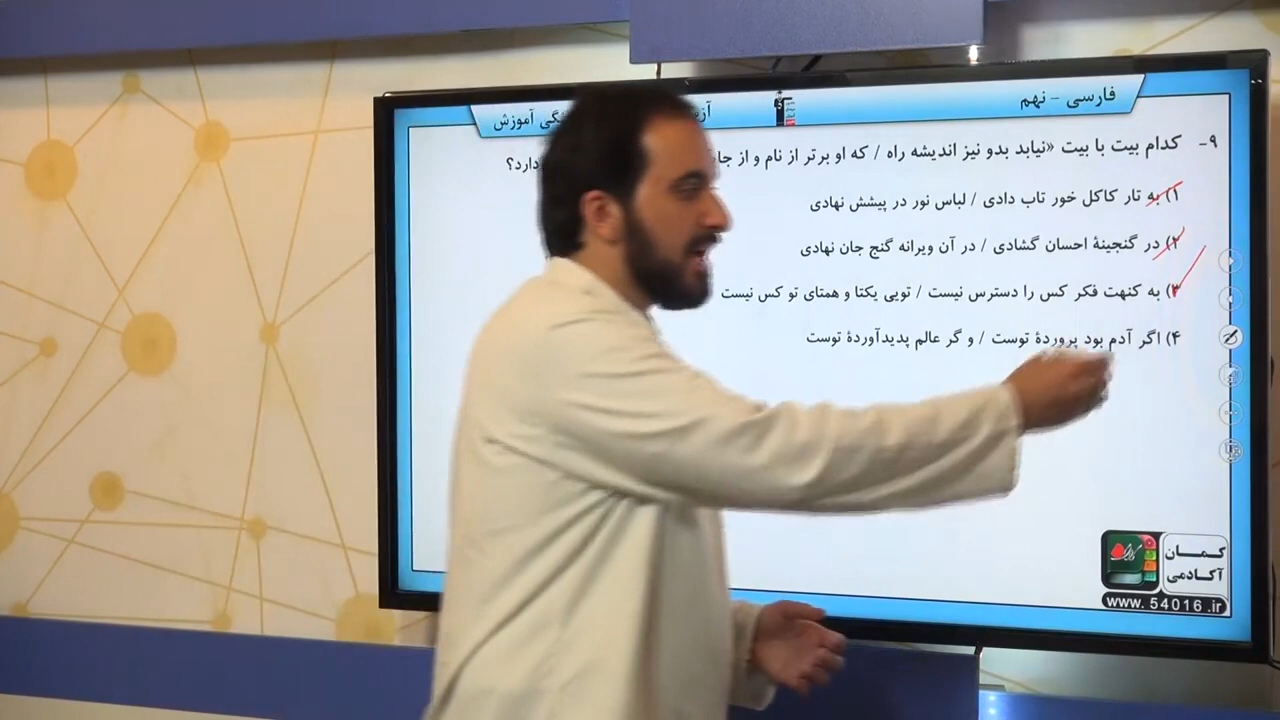 فارسی - نهم
گی آموزش
۹- کدام بیت با بیت «نیابد بدو نیز اندیشه راه / که او برتر از نام و از جا دارد؟
۱) به تار کاکل خور تاب دادی / لباس نور در پیشش نهادی
۲) در گنجینهٔ احسان گشادی / در آن ویرانه گنج جان نهادی
۳) به کنهت فکر کس را دسترس نیست / تویی یکتا و همتای تو کس نیست
۴) اگر آدم بود پروردهٔ توست / و گر عالم پدیدآوردهٔ توست
کمان
آکادمی
www.54016.ir